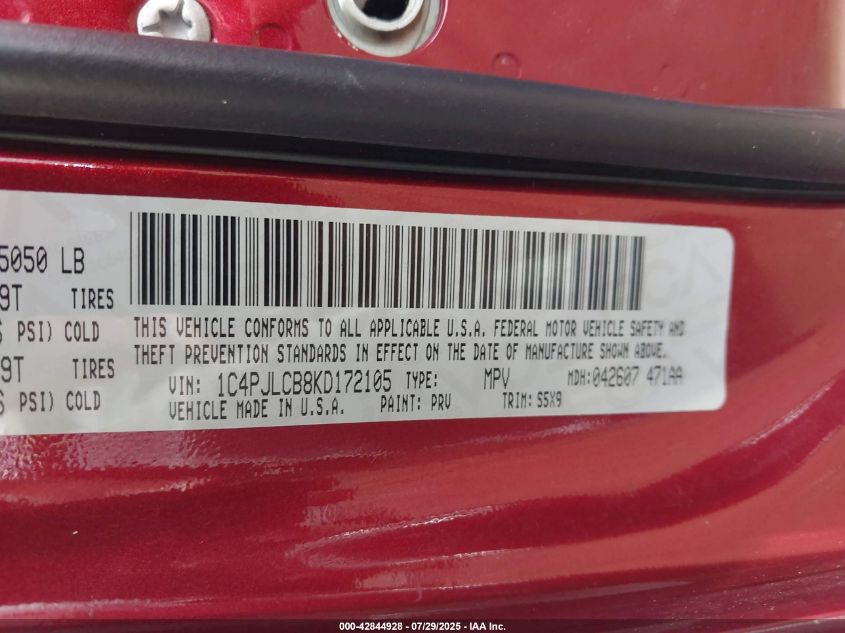 5050 LB
9T TIRES
PSI) COLD
9T TIRES
PSI) COLD
THIS VEHICLE CONFORMS TO ALL APPLICABLE U.S.A. FEDERAL MOTOR VEHICLE SAFETY AND
THEFT PREVENTION STANDARDS IN EFFECT ON THE DATE OF MANUFACTURE SHOWN ABOVE.
VIN: 1C4PJLCB8KD172105 TYPE: MPV MDH:042607 471AA
VEHICLE MADE IN U.S.A. PAINT: PRV TRIM: S5X9
000-42844928 - 07/29/2025 - IAA Inc.